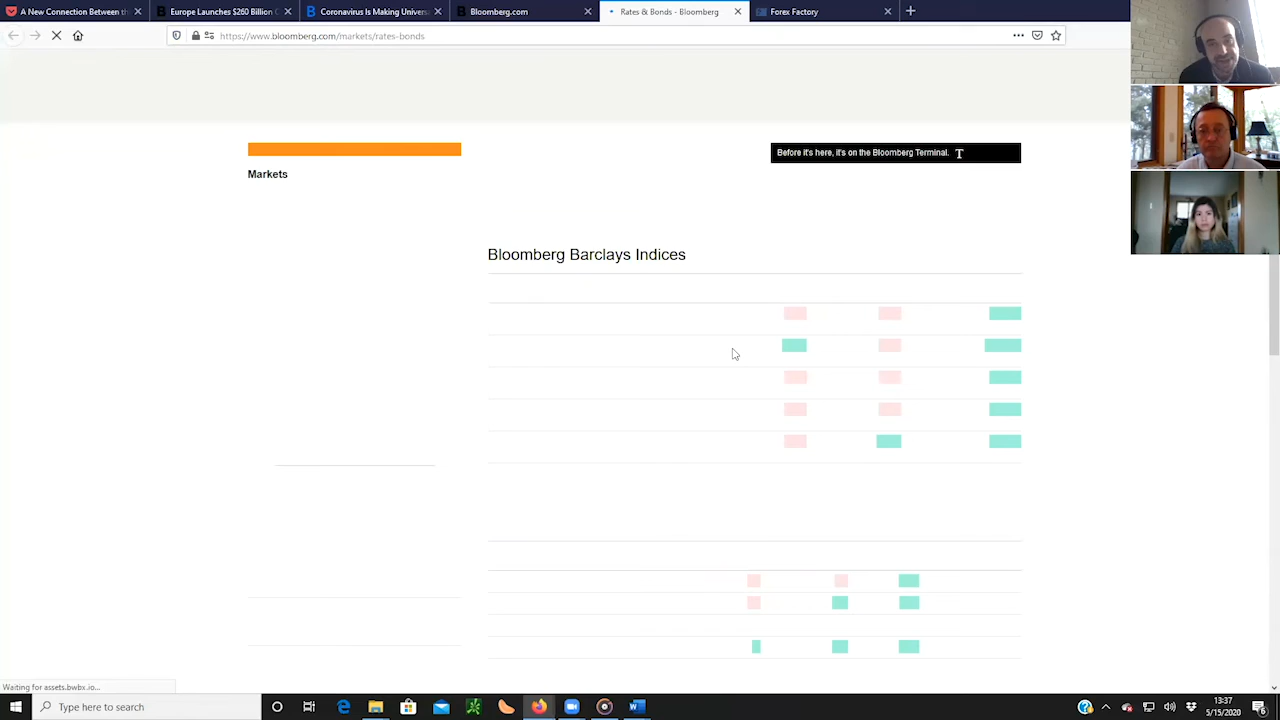 A New Connection Between th
Europe Launches $260 Billion C
Coronavirus Is Making Univers
Bloomberg.com
Rates & Bonds - Bloomberg
Forex Factory
https://www.bloomberg.com/markets/rates-bonds
Before it's here, it's on the Bloomberg Terminal.
Markets
Bloomberg Barclays Indices
Waiting for assets.bwbx.io...
Type here to search
13:37
5/15/2020